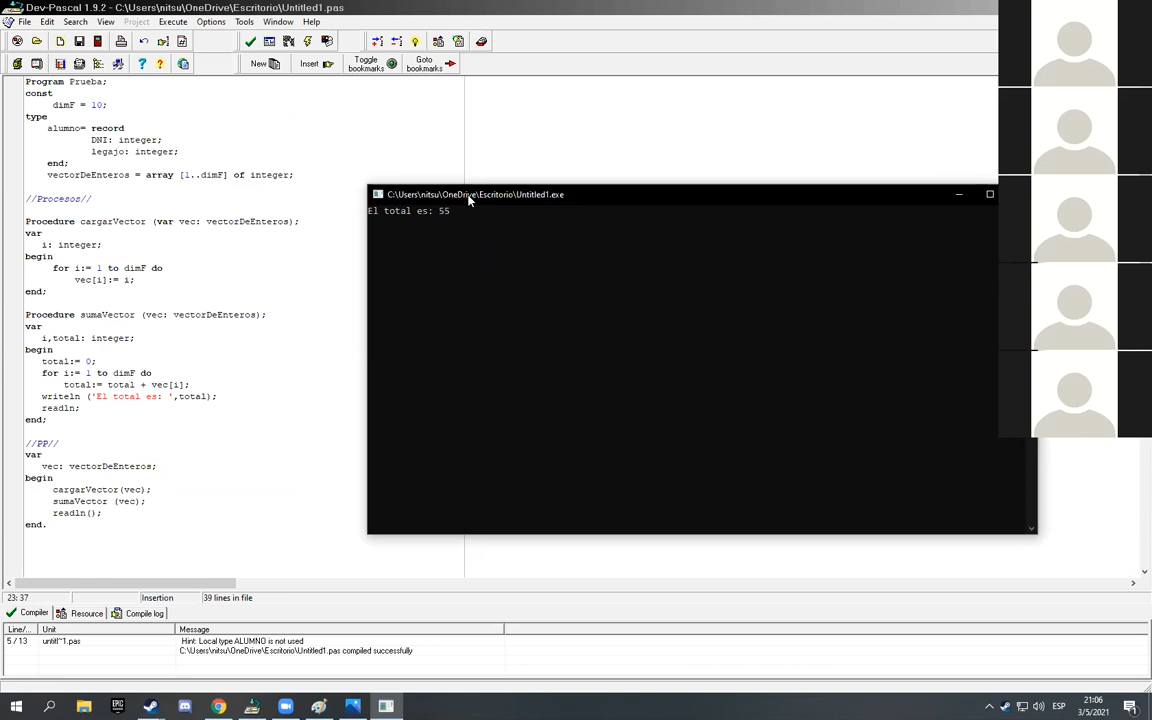 Dev-Pascal 1.9.2 - C:\Users\nitsu\OneDrive\Escritorio\Untitled1.pas
File Edit Search View Project Execute Options Tools Window Help
New Insert Toggle bookmarks Goto bookmarks
Program Prueba;
const
dimF = 10;
type
alumno= record
DNI: integer;
legajo: integer;
end;
vectorDeEnteros = array [1..dimF] of integer;
//Procesos//
Procedure cargarVector (var vec: vectorDeEnteros);
var
i: integer;
begin
for i:= 1 to dimF do
vec[i]:= i;
end;
Procedure sumaVector (vec: vectorDeEnteros);
var
i,total: integer;
begin
total:= 0;
for i:= 1 to dimF do
total:= total + vec[i];
writeln ('El total es: ',total);
readln;
end;
//PP//
var
vec: vectorDeEnteros;
begin
cargarVector(vec);
sumaVector (vec);
readln();
end.
C:\Users\nitsu\OneDrive\Escritorio\Untitled1.exe
El total es: 55
23: 37 Insertion 39 lines in file
Compiler Resource Compile log
Line/... Unit Message
5 / 13 untitl~1.pas Hint: Local type ALUMNO is not used
C:\Users\nitsu\OneDrive\Escritorio\Untitled1.pas compiled successfully
EPIC GAMES
ESP
21:06
3/5/2021
1